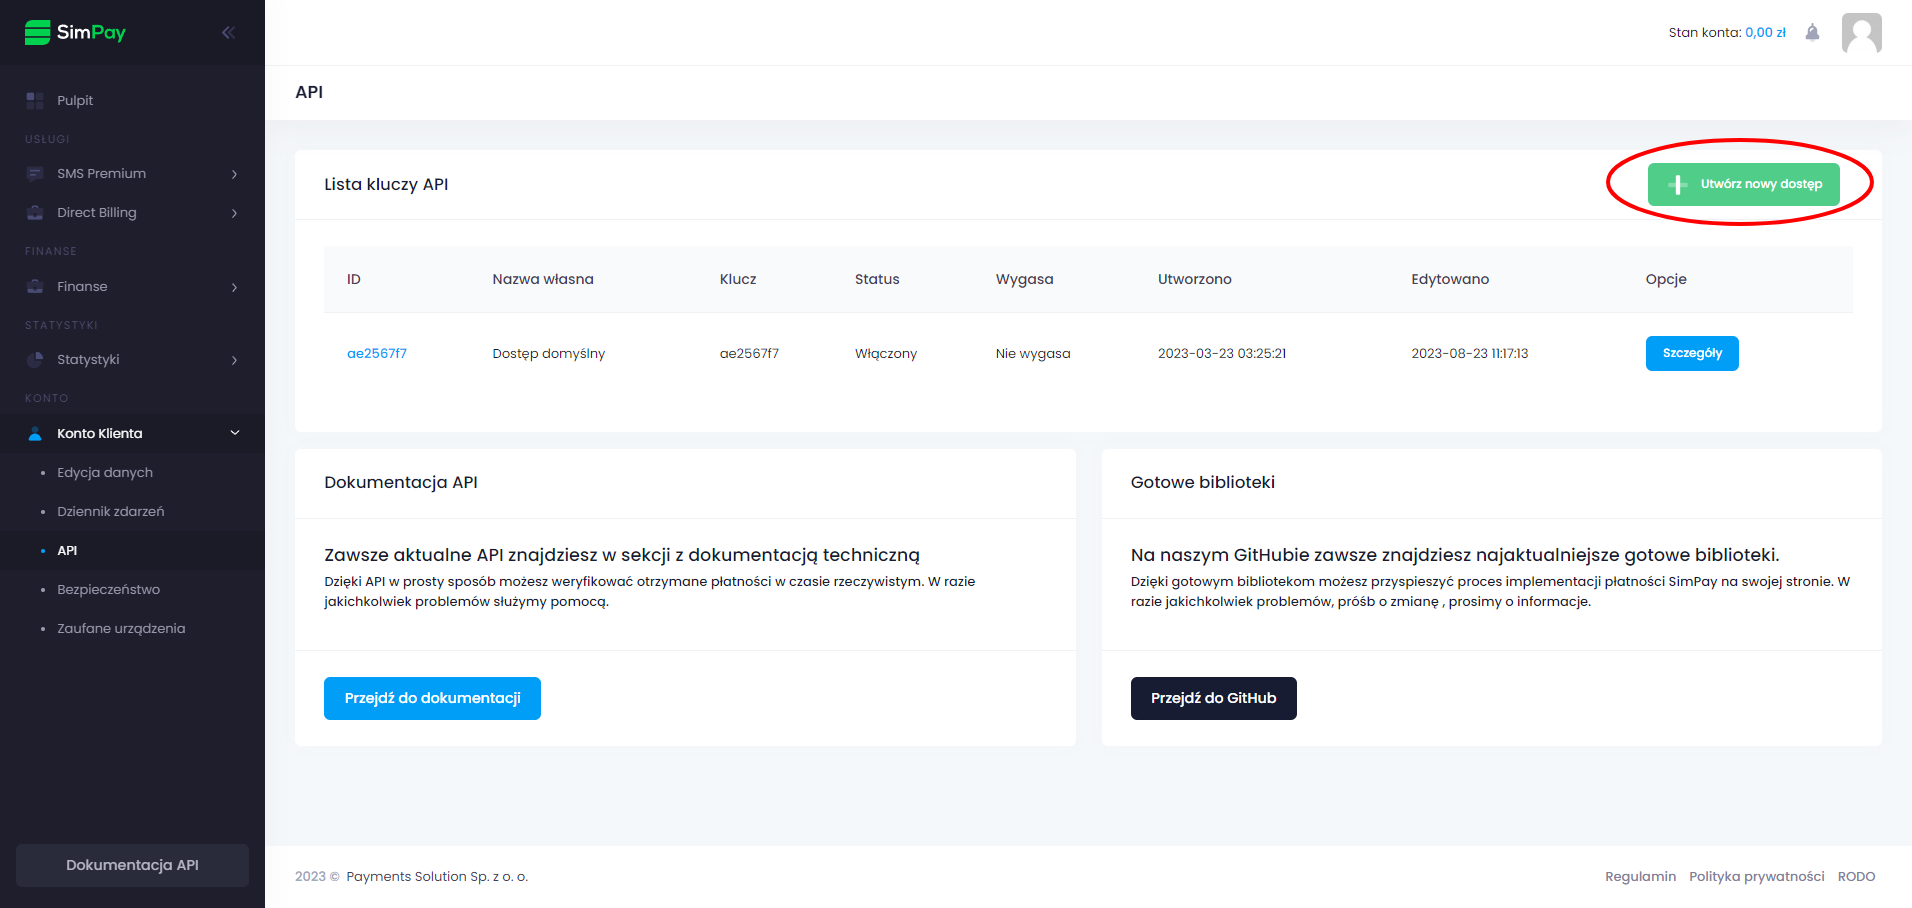 SimPay
Pulpit
USŁUGI
SMS Premium
Direct Billing
FINANSE
Finanse
STATYSTYKI
Statystyki
KONTO
Konto Klienta
Edycja danych
Dziennik zdarzeń
API
Bezpieczeństwo
Zaufane urządzenia
Dokumentacja API
Stan konta: 0,00 zł
API
Lista kluczy API
Utwórz nowy dostęp
ID Nazwa własna Klucz Status Wygasa Utworzono Edytowano Opcje
ae2567f7 Dostęp domyślny ae2567f7 Włączony Nie wygasa 2023-03-23 03:25:21 2023-08-23 11:17:13 Szczegóły
Dokumentacja API
Zawsze aktualne API znajdziesz w sekcji z dokumentacją techniczną
Dzięki API w prosty sposób możesz weryfikować otrzymane płatności w czasie rzeczywistym. W razie
jakichkolwiek problemów służymy pomocą.
Przejdź do dokumentacji
Gotowe biblioteki
Na naszym GitHubie zawsze znajdziesz najaktualniejsze gotowe biblioteki.
Dzięki gotowym bibliotekom możesz przyspieszyć proces implementacji płatności SimPay na swojej stronie. W
razie jakichkolwiek problemów, próśb o zmianę , prosimy o informacje.
Przejdź do GitHub
2023 © Payments Solution Sp. z o. o.
Regulamin Polityka prywatności RODO